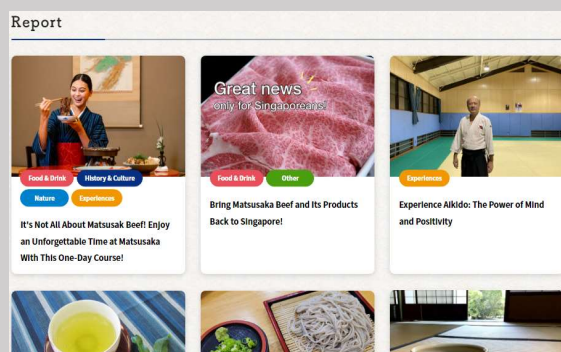 Report
Great news
only for Singaporeans!
Food & Drink
History & Culture
Nature
Experiences
It's Not All About Matsusak Beef! Enjoy
an Unforgettable Time at Matsusaka
With This One-Day Course!
Food & Drink
Other
Bring Matsusaka Beef and Its Products
Back to Singapore!
Experiences
Experience Aikido: The Power of Mind
and Positivity